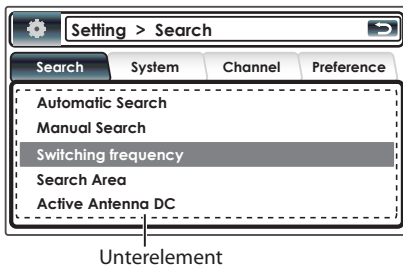 Setting > Search
Search System Channel Preference
Automatic Search
Manual Search
Switching frequency
Search Area
Active Antenna DC
Unterelement